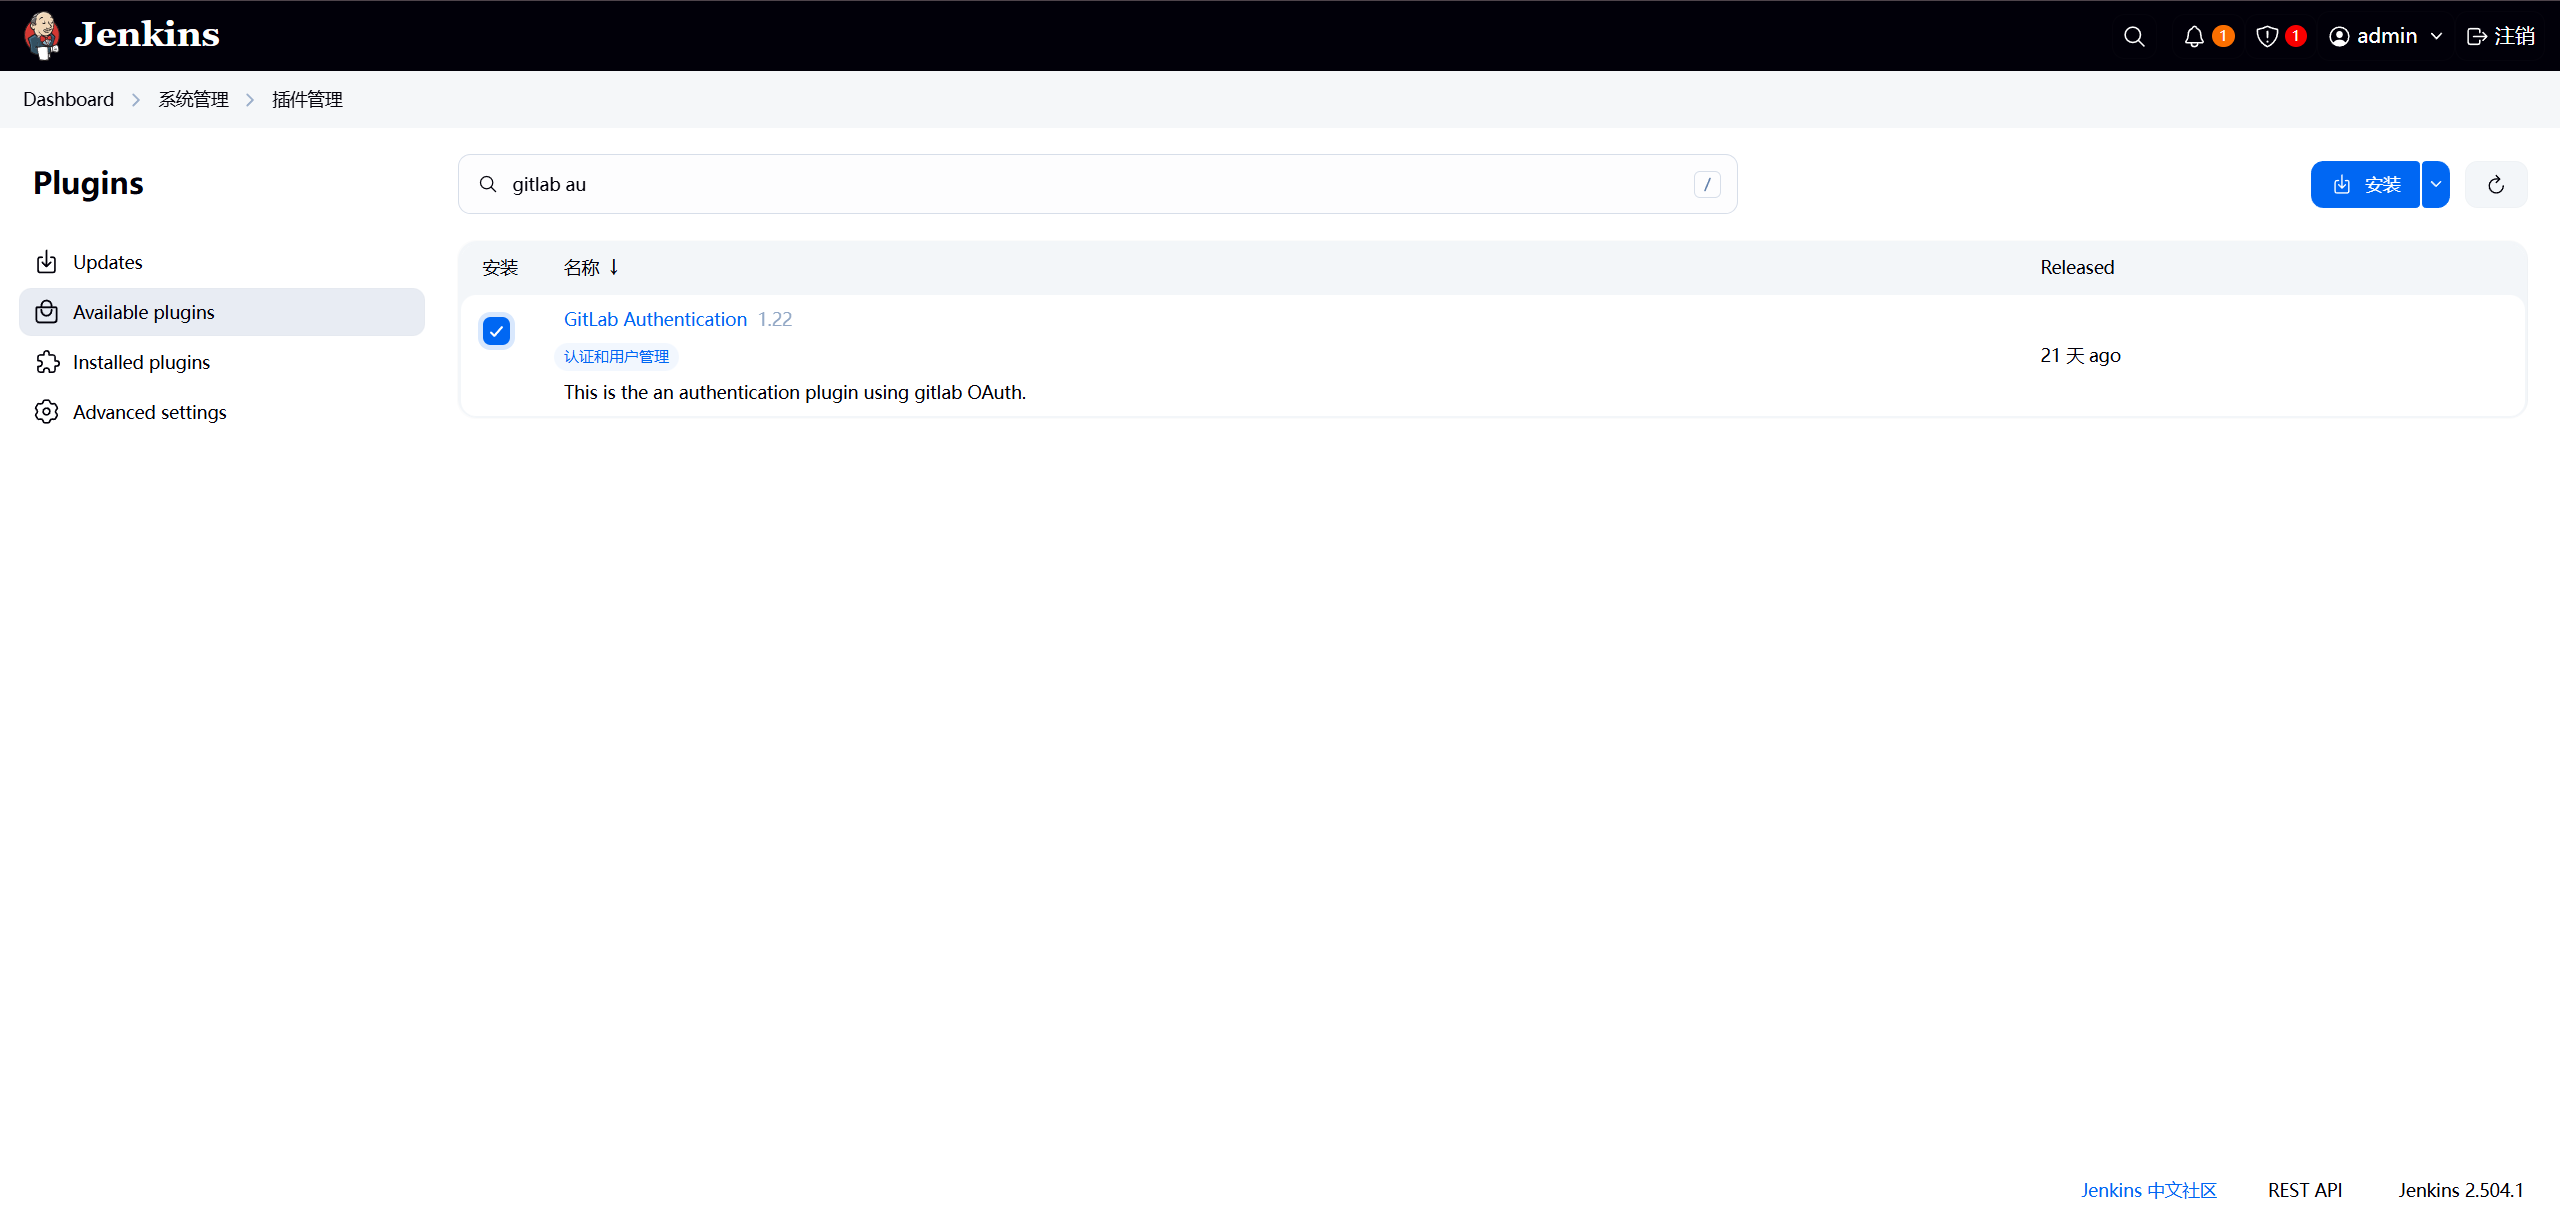 Jenkins
1
1
admin
注销
Dashboard
系统管理
插件管理
Plugins
Updates
Available plugins
Installed plugins
Advanced settings
gitlab au
/
安装
安装
名称 ↓
Released
GitLab Authentication 1.22
认证和用户管理
This is the an authentication plugin using gitlab OAuth.
21 天 ago
Jenkins 中文社区
REST API
Jenkins 2.504.1